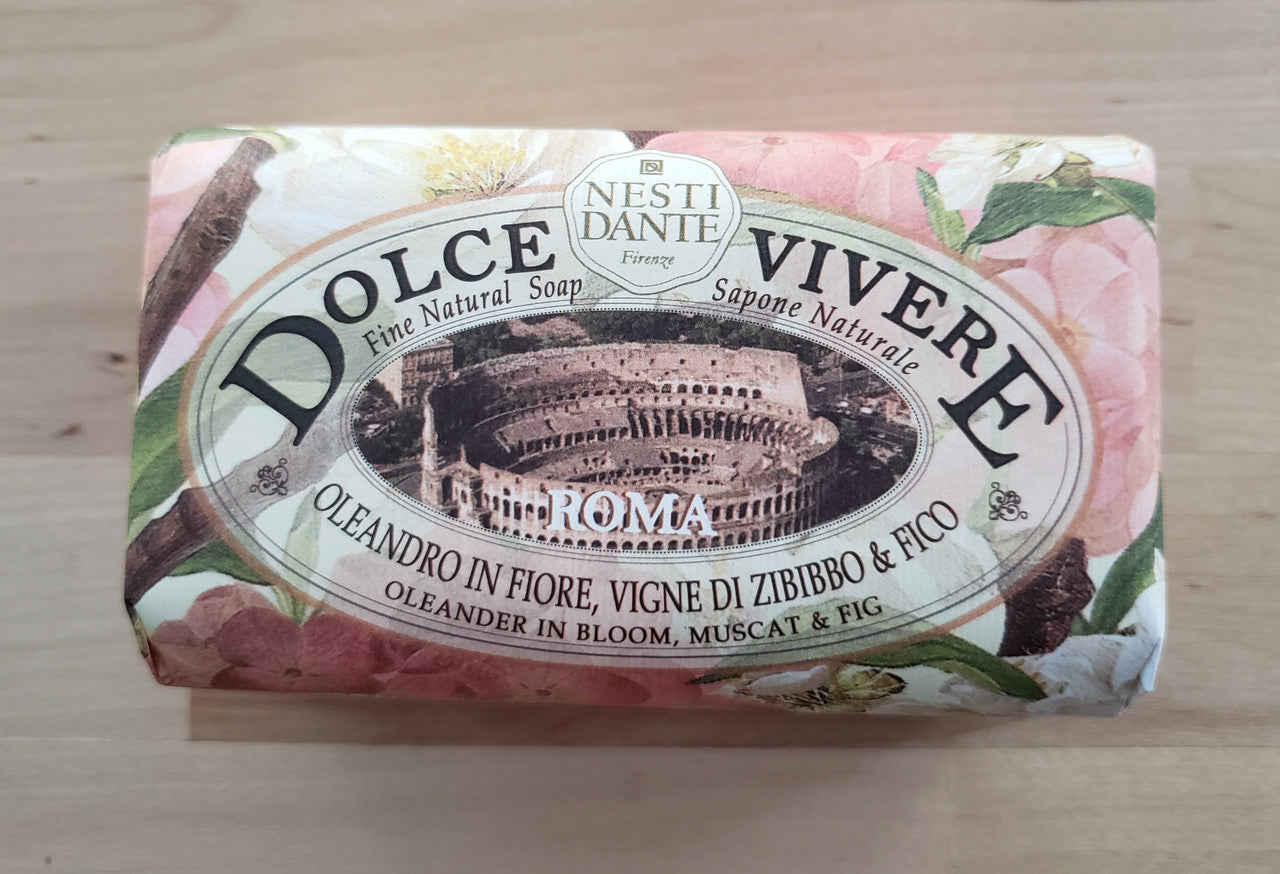 NESTI
DANTE
Firenze
DOLCE VIVERE
Fine Natural Soap
Sapone Naturale
ROMA
OLEANDRO IN FIORE, VIGNE DI ZIBIBBO & FICO
OLEANDER IN BLOOM, MUSCAT & FIG